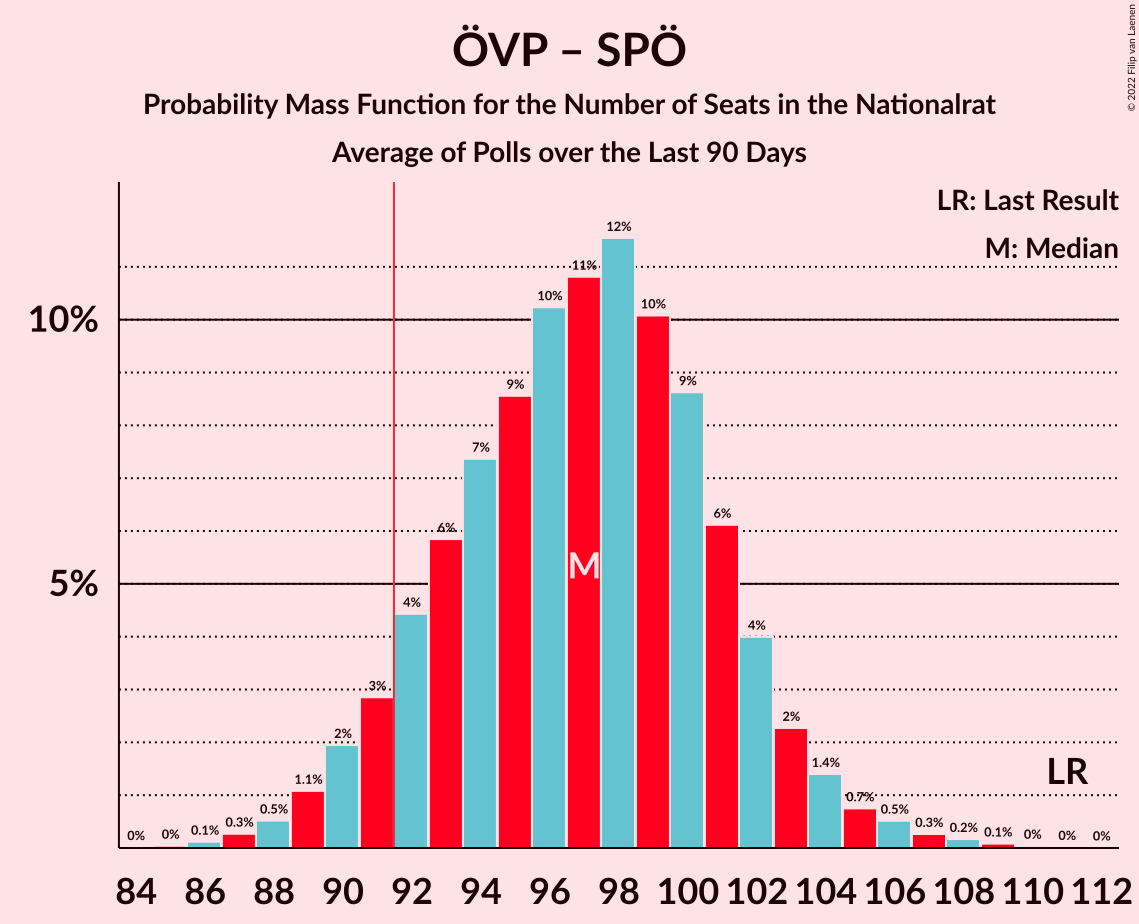 ÖVP – SPÖ
Probability Mass Function for the Number of Seats in the Nationalrat
Average of Polls over the Last 90 Days
© 2022 Filip van Laenen
LR: Last Result
M: Median
10%
5%
0% 0% 0.1% 0.3% 0.5% 1.1% 2% 3% 4% 6% 7% 9% 10% 11% 12% 10% 9% 6% 4% 2% 1.4% 0.7% 0.5% 0.3% 0.2% 0.1% 0% 0% 0%
M
LR
84 86 88 90 92 94 96 98 100 102 104 106 108 110 112